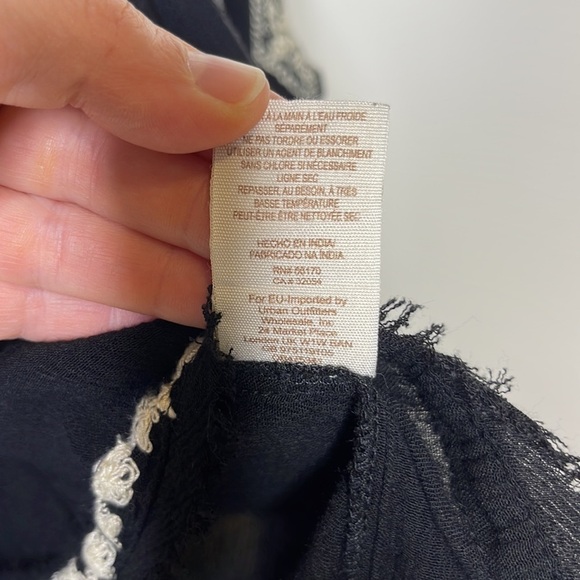 À LA MAIN À L'EAU FROIDE
SÉPARÉMENT
NE PAS TORDRE OU ESSORER
UTILISER UN AGENT DE BLANCHIMENT
SANS CHLORE SI NÉCESSAIRE
LIGNE SEC
REPASSER, AU BESOIN, À TRÈS
BASSE TEMPÉRATURE
PEUT-ÊTRE ÊTRE NETTOYÉE SEC
HECHO EN INDIA/
FABRICADO NA ÍNDIA
RN# 66170
CA# 32054
For EU-Imported by
Urban Outfitters
Wholesale, Inc
24 Market Place
London UK W1W 8AN